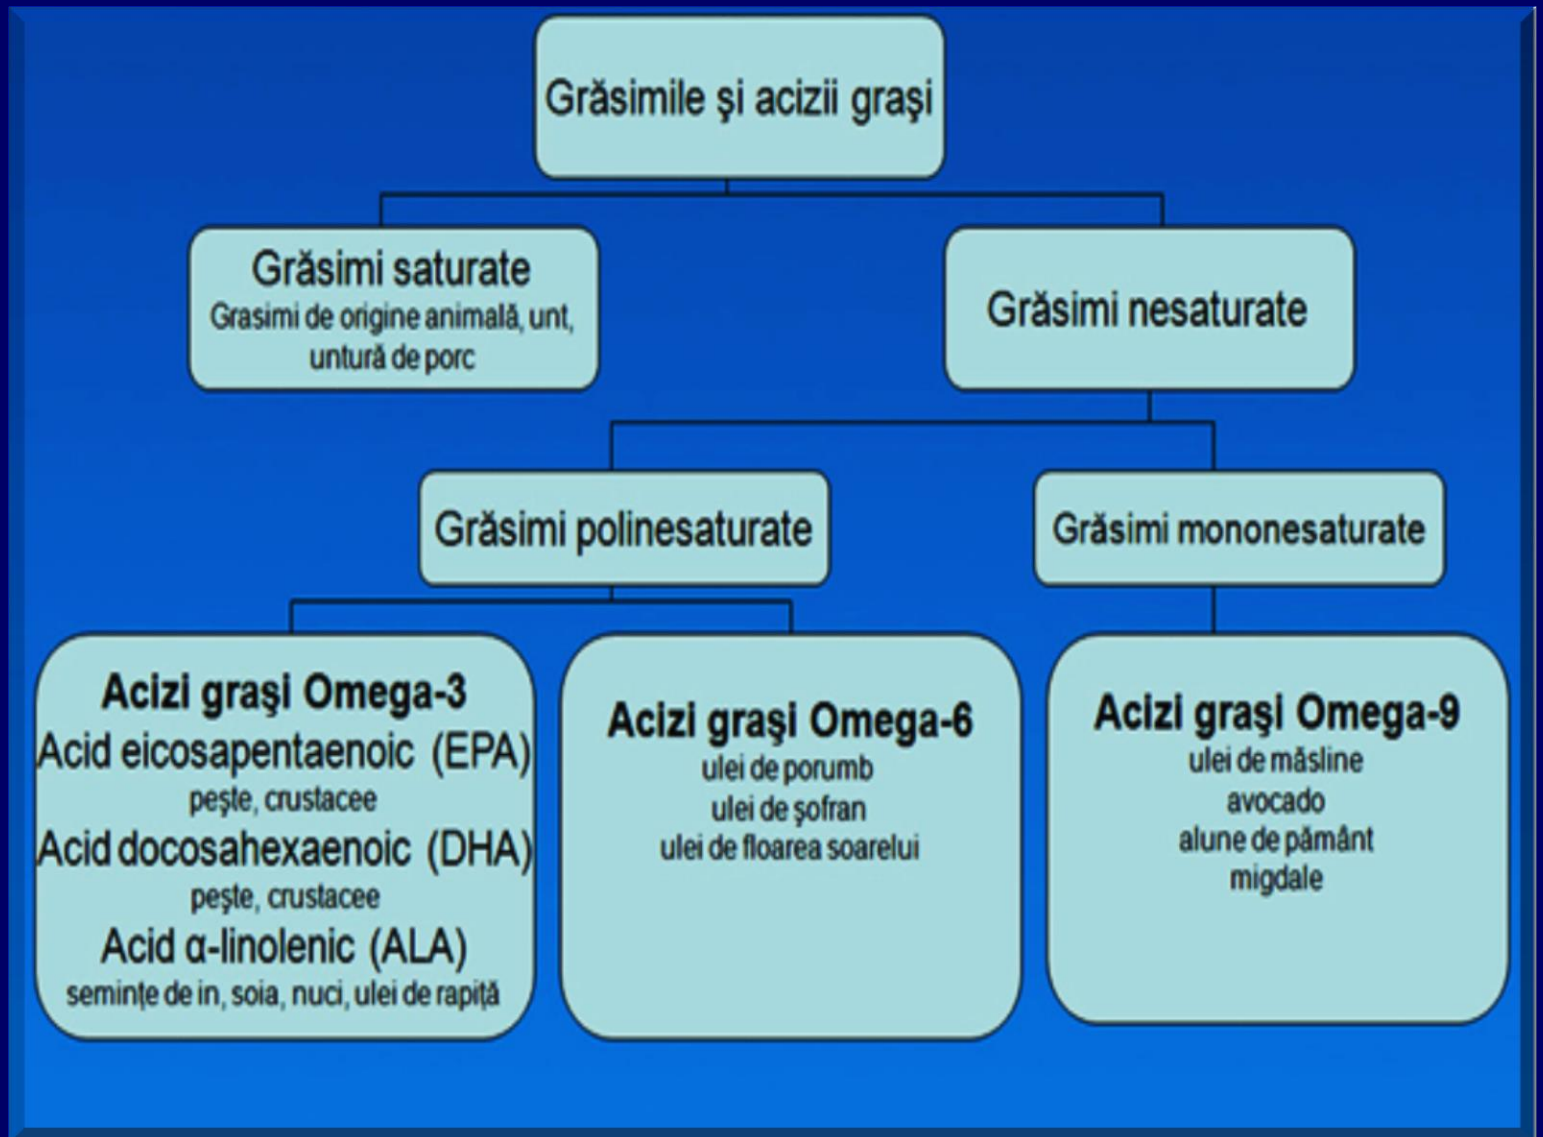 Grăsimile şi acizii graşi
Grăsimi saturate
Grasimi de origine animală, unt,
untură de porc
Grăsimi nesaturate
Grăsimi polinesaturate
Grăsimi mononesaturate
Acizi graşi Omega-3
Acid eicosapentaenoic (EPA)
peşte, crustacee
Acid docosahexaenoic (DHA)
peşte, crustacee
Acid α-linolenic (ALA)
seminţe de in, soia, nuci, ulei de rapiţă
Acizi graşi Omega-6
ulei de porumb
ulei de şofran
ulei de floarea soarelui
Acizi graşi Omega-9
ulei de măsline
avocado
alune de pământ
migdale